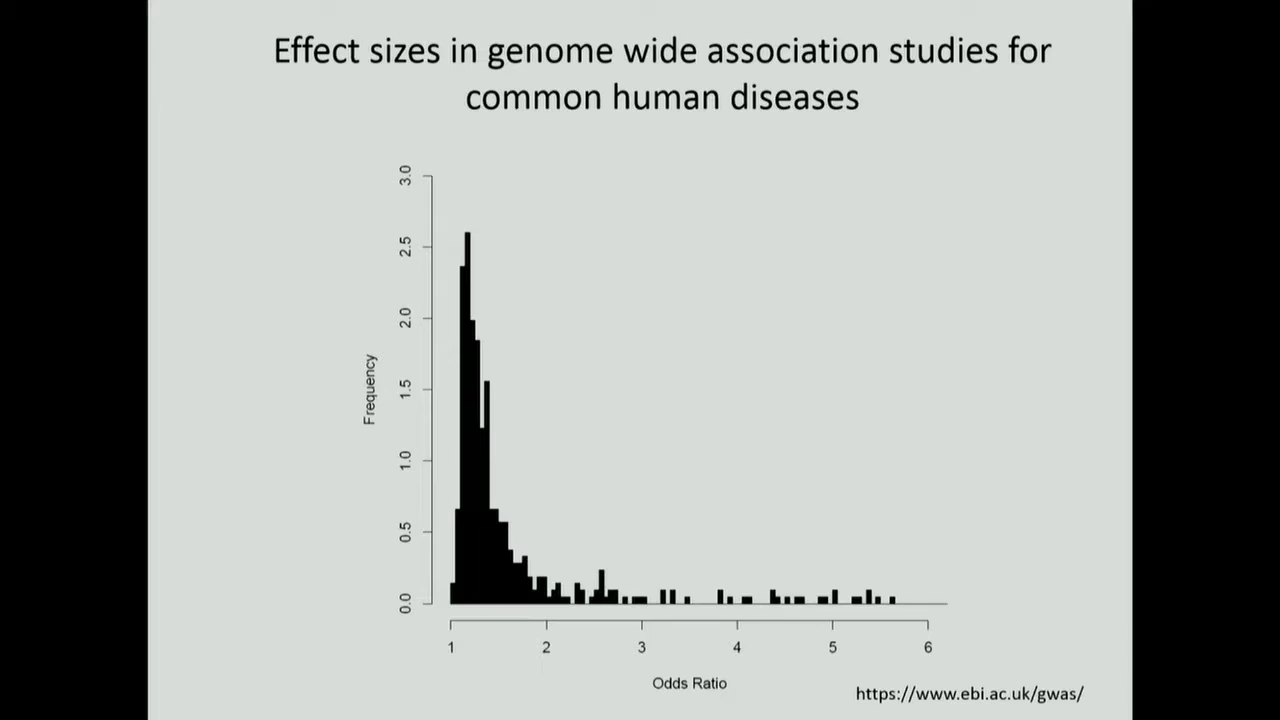 Effect sizes in genome wide association studies for
common human diseases
3.0
2.5
2.0
1.5
1.0
0.5
0.0
Frequency
1 2 3 4 5 6
Odds Ratio
https://www.ebi.ac.uk/gwas/